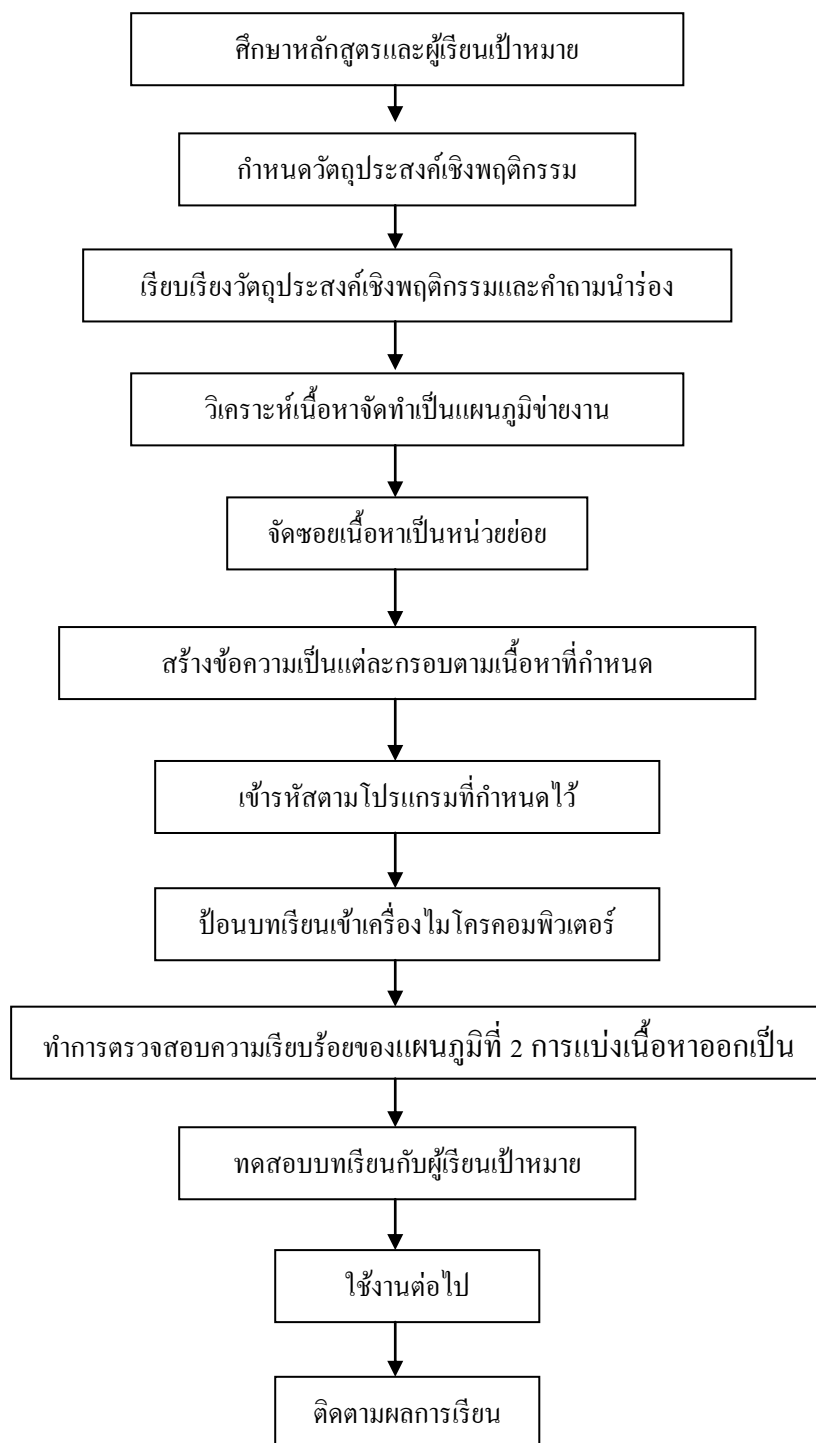 ศึกษาหลักสูตรและผู้เรียนเป้าหมาย
กำหนดวัตถุประสงค์เชิงพฤติกรรม
เรียบเรียงวัตถุประสงค์เชิงพฤติกรรมและคำถามนำร่อง
วิเคราะห์เนื้อหาจัดทำเป็นแผนภูมิข่ายงาน
จัดซอยเนื้อหาเป็นหน่วยย่อย
สร้างข้อความเป็นแต่ละกรอบตามเนื้อหาที่กำหนด
เข้ารหัสตามโปรแกรมที่กำหนดไว้
ป้อนบทเรียนเข้าเครื่องไมโครคอมพิวเตอร์
ทำการตรวจสอบความเรียบร้อยของแผนภูมิที่ 2 การแบ่งเนื้อหาออกเป็น
ทดสอบบทเรียนกับผู้เรียนเป้าหมาย
ใช้งานต่อไป
ติดตามผลการเรียน